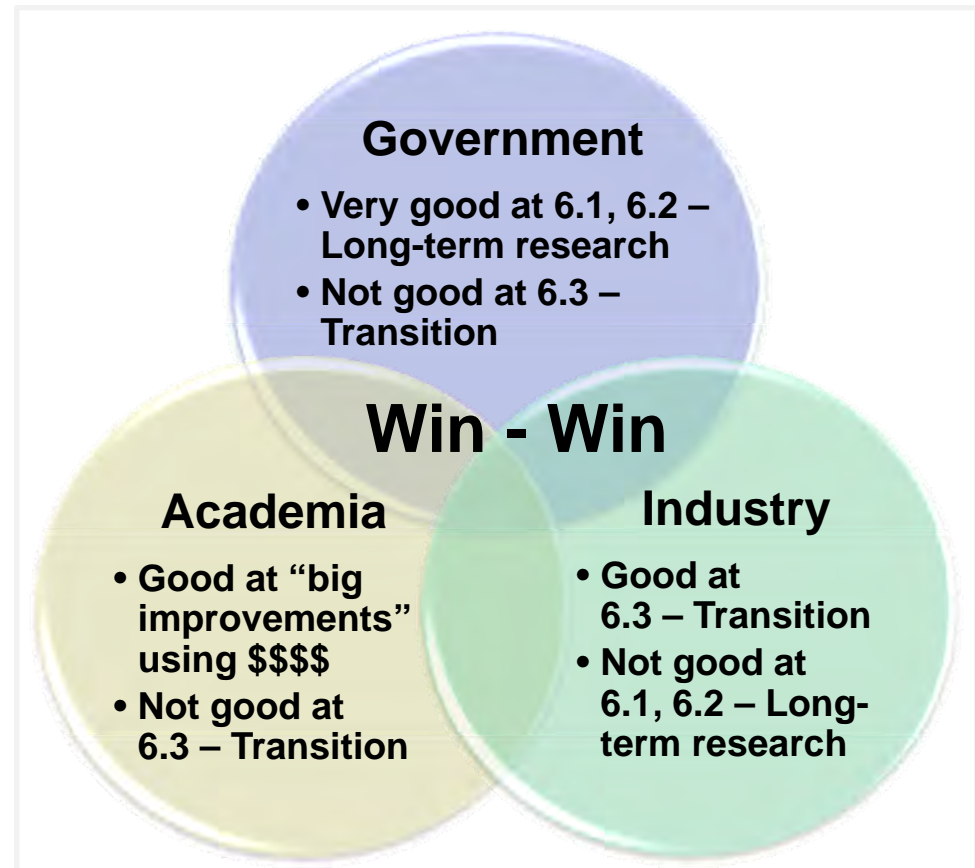 Government
• Very good at 6.1, 6.2 –
Long-term research
• Not good at 6.3 –
Transition
Win - Win
Academia
• Good at “big
improvements”
using $$$$
• Not good at
6.3 – Transition
Industry
• Good at
6.3 – Transition
• Not good at
6.1, 6.2 – Long-
term research